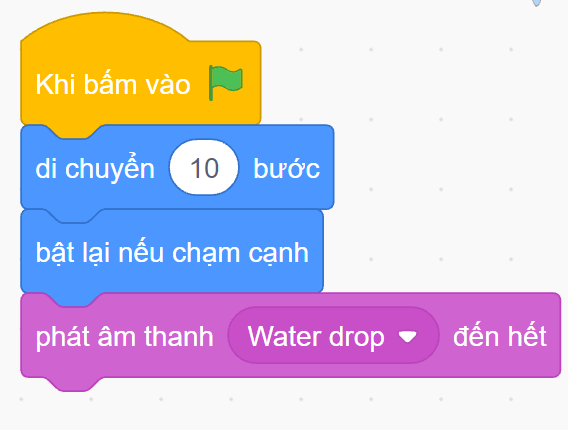 Khi bấm vào
di chuyển 10 bước
bật lại nếu chạm cạnh
phát âm thanh Water drop đến hết